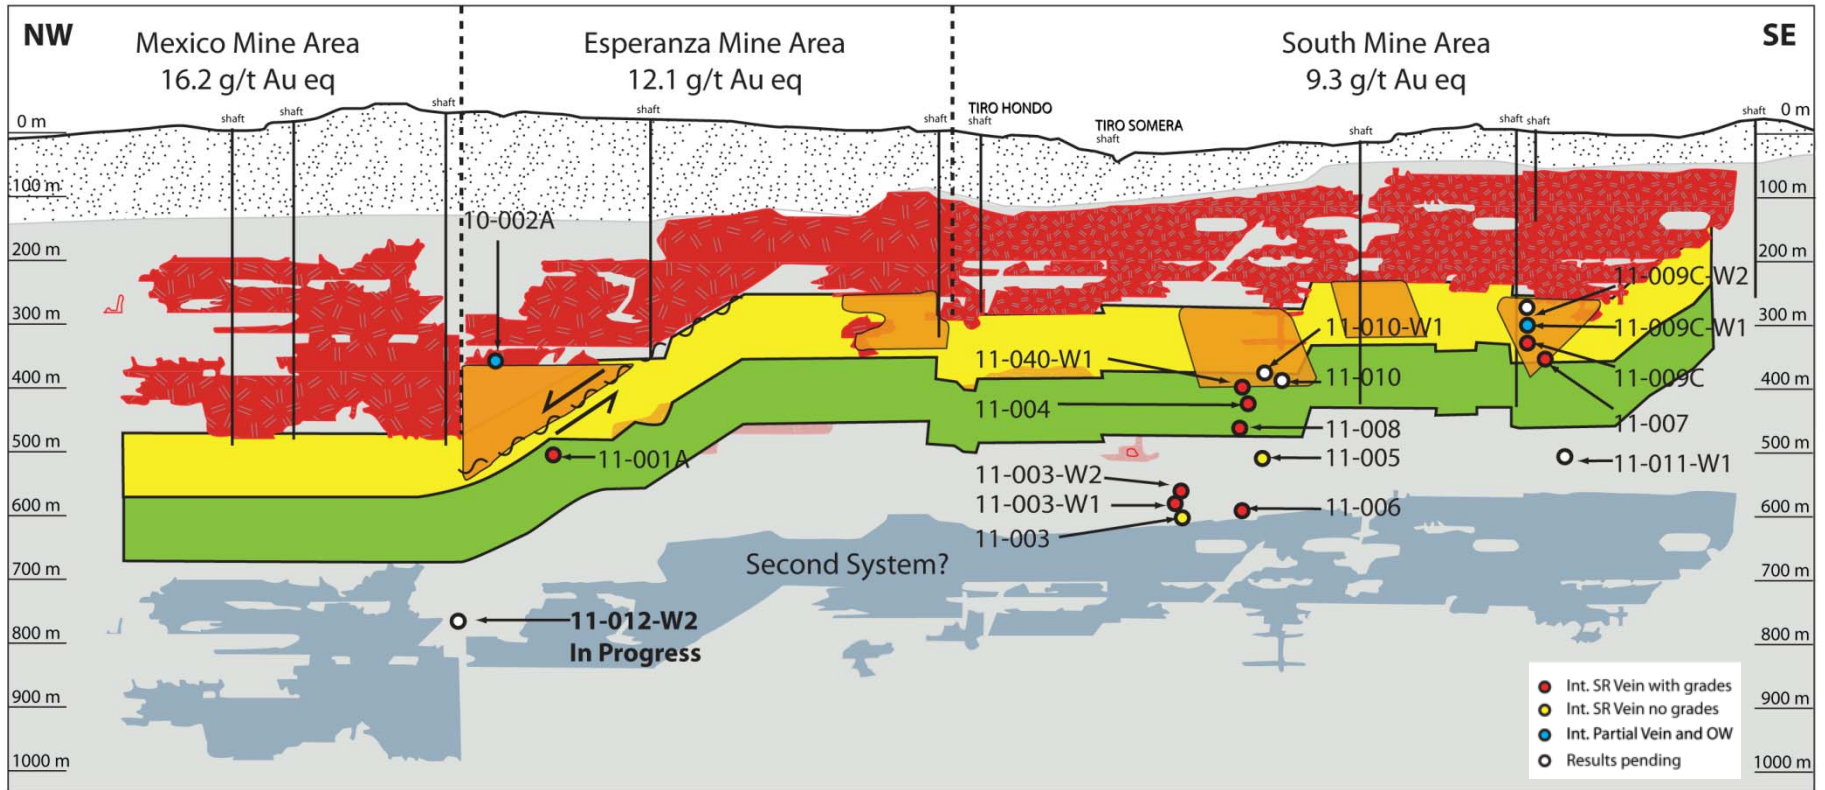 NW
Mexico Mine Area
16.2 g/t Au eq
Esperanza Mine Area
12.1 g/t Au eq
South Mine Area
9.3 g/t Au eq
SE
shaft
shaft
shaft
shaft
shaft
TIRO HONDO
shaft
TIRO SOMERA
shaft
shaft
shaft
shaft
shaft
0 m
100 m
200 m
300 m
400 m
500 m
600 m
700 m
800 m
900 m
1000 m
0 m
100 m
200 m
300 m
400 m
500 m
600 m
700 m
800 m
900 m
1000 m
10-002A
11-001A
11-040-W1
11-004
11-003-W2
11-003-W1
11-003
11-010-W1
11-010
11-008
11-005
11-006
11-009C-W2
11-009C-W1
11-009C
11-007
11-011-W1
Second System?
11-012-W2
In Progress
Int. SR Vein with grades
Int. SR Vein no grades
Int. Partial Vein and OW
Results pending